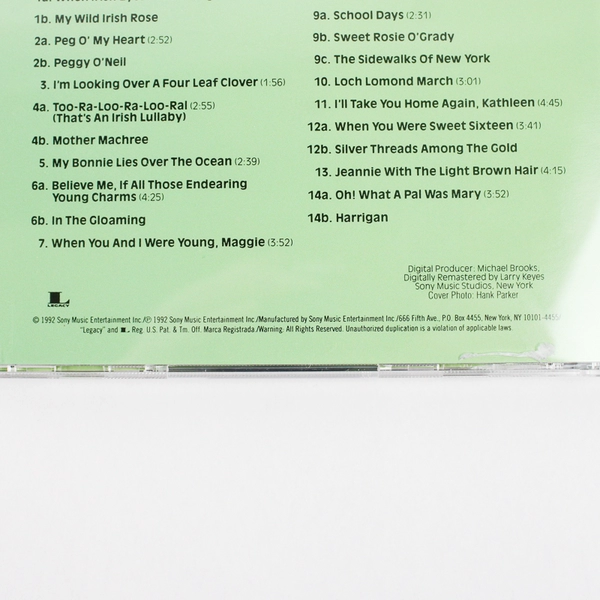 1b. My Wild Irish Rose
2a. Peg O' My Heart (2:52)
2b. Peggy O'Neil
3. I'm Looking Over A Four Leaf Clover (1:56)
4a. Too-Ra-Loo-Ra-Loo-Ral (2:55)
(That's An Irish Lullaby)
4b. Mother Machree
5. My Bonnie Lies Over The Ocean (2:39)
6a. Believe Me, If All Those Endearing
Young Charms (4:25)
6b. In The Gloaming
7. When You And I Were Young, Maggie (3:52)
9a. School Days (2:31)
9b. Sweet Rosie O'Grady
9c. The Sidewalks Of New York
10. Loch Lomond March (3:01)
11. I'll Take You Home Again, Kathleen (4:45)
12a. When You Were Sweet Sixteen (3:41)
12b. Silver Threads Among The Gold
13. Jeannie With The Light Brown Hair (4:15)
14a. Oh! What A Pal Was Mary (3:52)
14b. Harrigan
Digital Producer: Michael Brooks,
Digitally Remastered by Larry Keyes
Sony Music Studios, New York
Cover Photo: Hank Parker
L
LEGACY
© 1992 Sony Music Entertainment Inc./℗ 1992 Sony Music Entertainment Inc./Manufactured by Sony Music Entertainment Inc./666 Fifth Ave., P.O. Box 4455, New York, NY 10101-4455/
"Legacy" and L, Reg. U.S. Pat. & Tm. Off. Marca Registrada./Warning: All Rights Reserved. Unauthorized duplication is a violation of applicable laws.